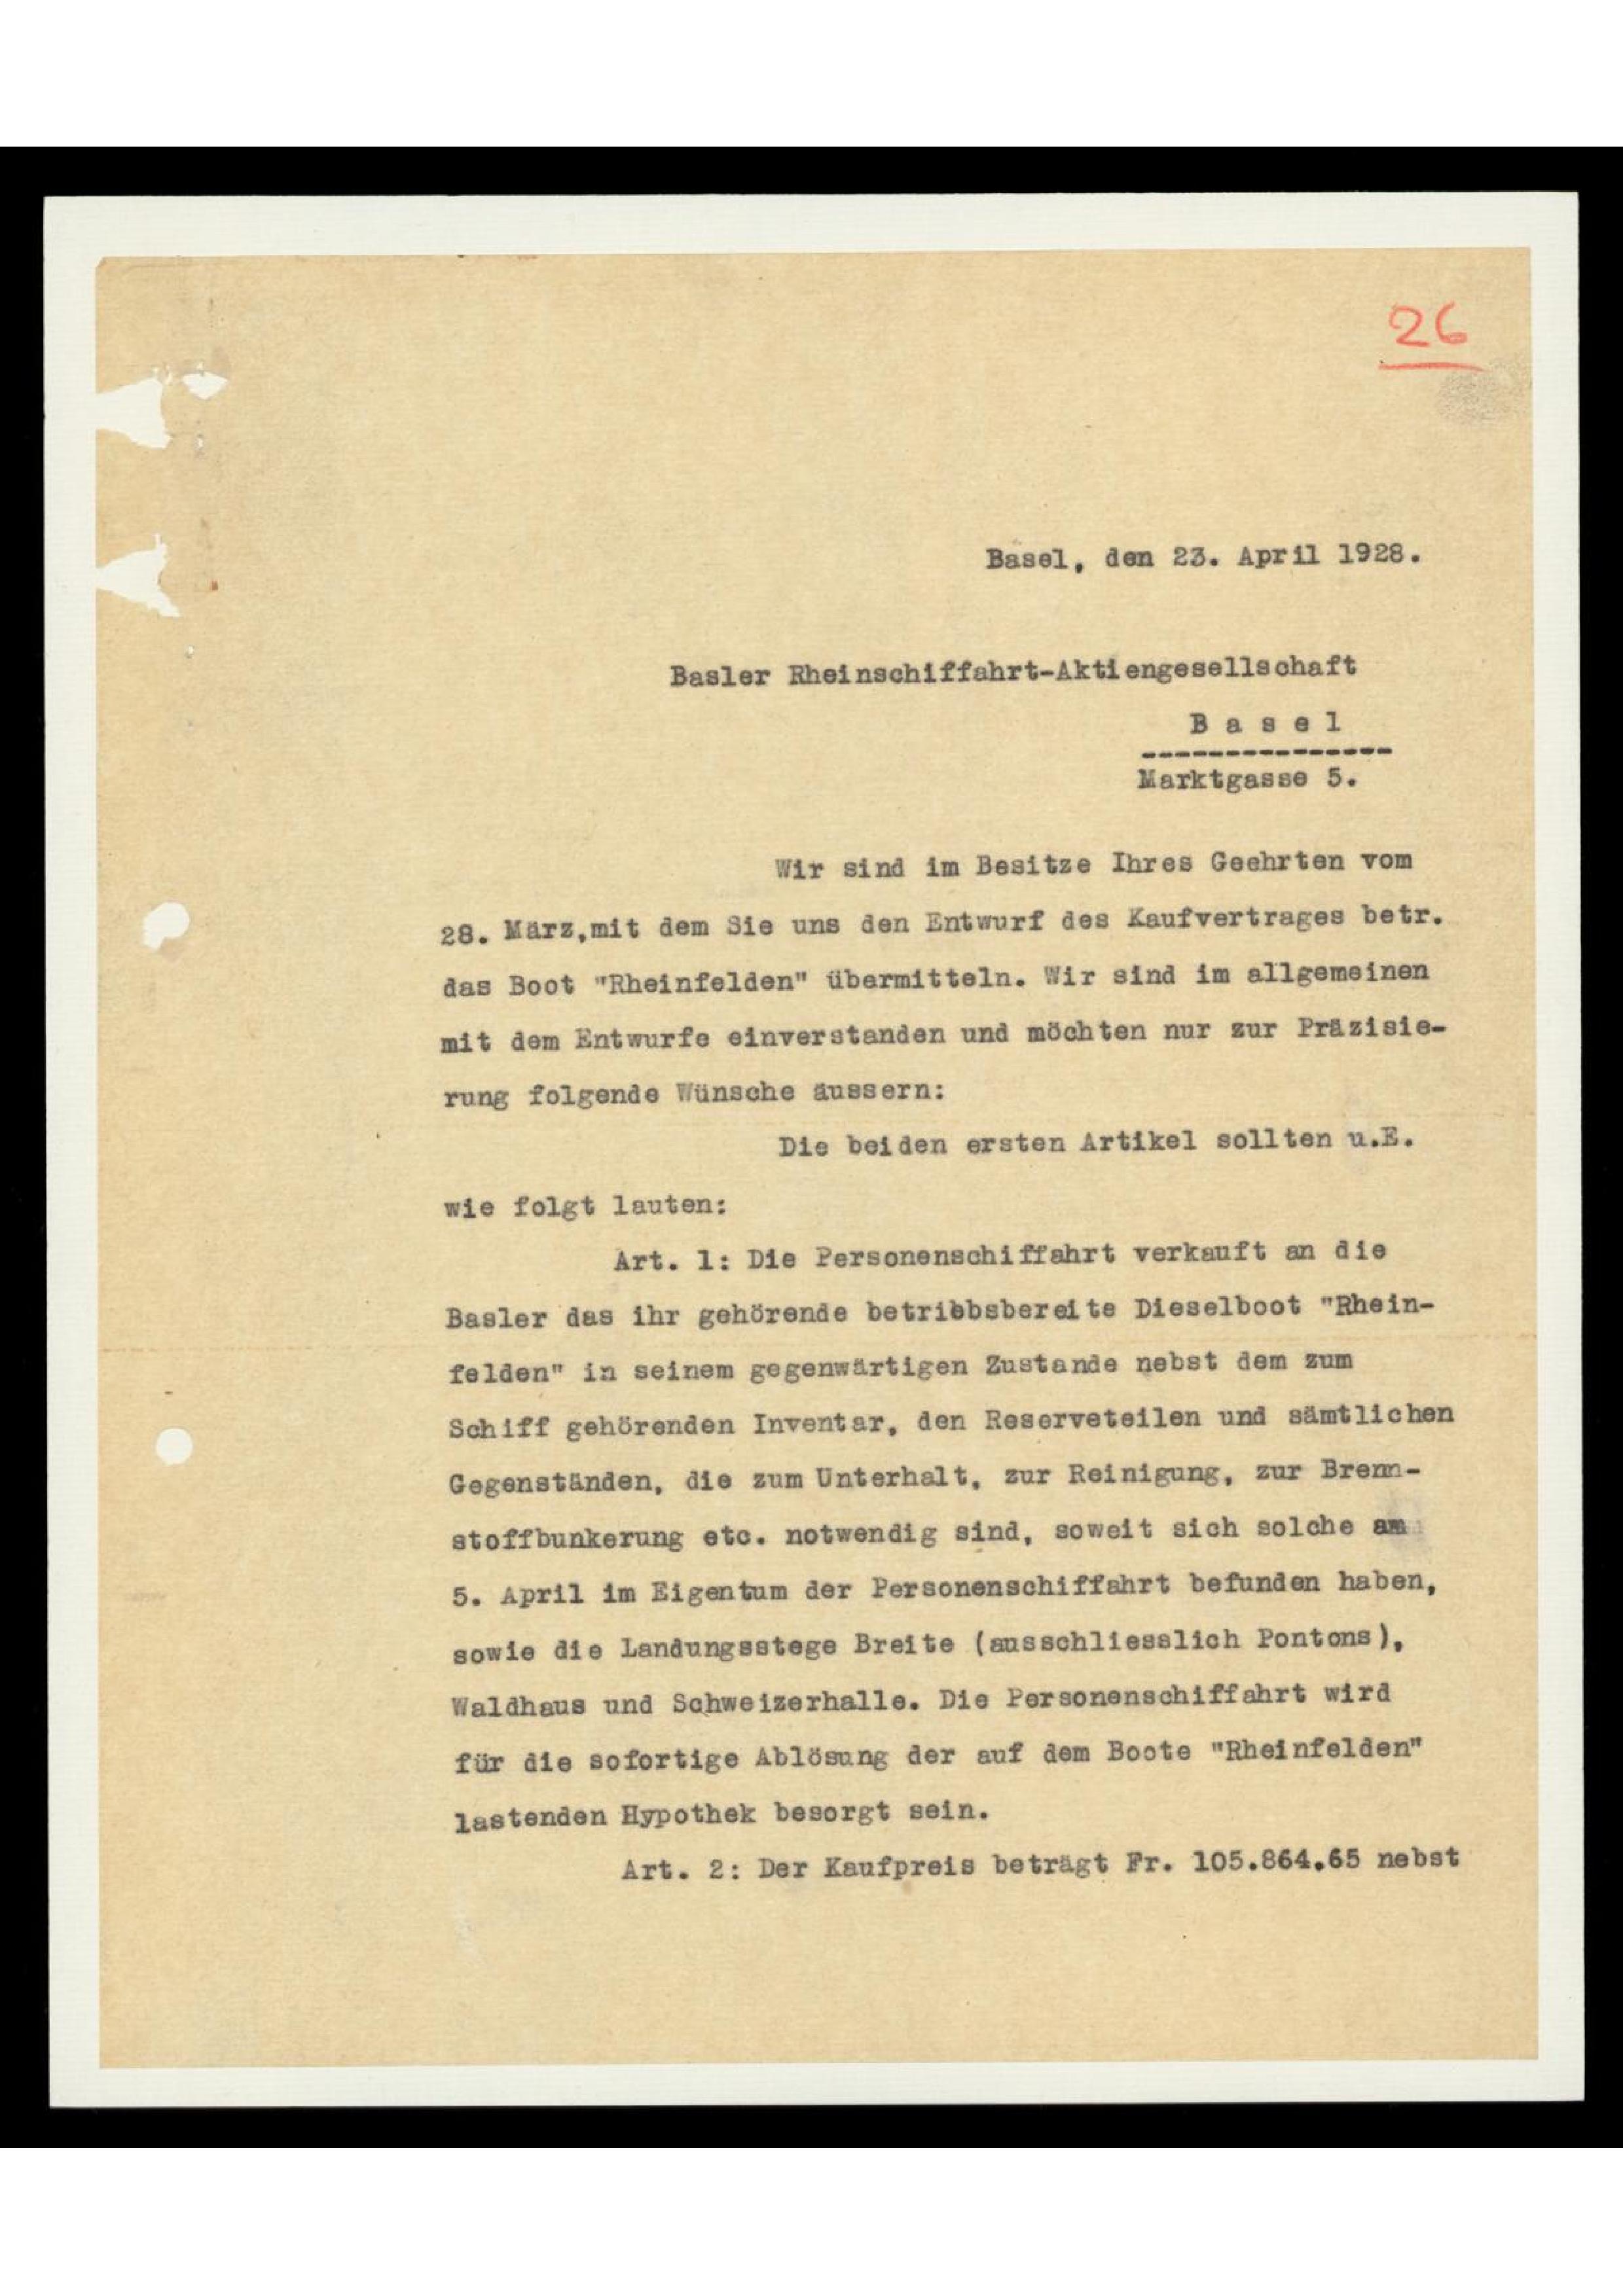 26
Basel, den 23. April 1928.
Basler Rheinschiffahrt-Aktiengesellschaft
B a s e l
---------------
Marktgasse 5.
Wir sind im Besitze Ihres Geehrten vom
28. März,mit dem Sie uns den Entwurf des Kaufvertrages betr.
das Boot "Rheinfelden" übermitteln. Wir sind im allgemeinen
mit dem Entwurfe einverstanden und möchten nur zur Präzisie-
rung folgende Wünsche äussern:
Die beiden ersten Artikel sollten u.E.
wie folgt lauten:
Art. 1: Die Personenschiffahrt verkauft an die
Basler das ihr gehörende betriebsbereite Dieselboot "Rhein-
felden" in seinem gegenwärtigen Zustande nebst dem zum
Schiff gehörenden Inventar, den Reserveteilen und sämtlichen
Gegenständen, die zum Unterhalt, zur Reinigung, zur Brenn-
stoffbunkerung etc. notwendig sind, soweit sich solche am
5. April im Eigentum der Personenschiffahrt befunden haben,
sowie die Landungsstege Breite (ausschliesslich Pontons),
Waldhaus und Schweizerhalle. Die Personenschiffahrt wird
für die sofortige Ablösung der auf dem Boote "Rheinfelden"
lastenden Hypothek besorgt sein.
Art. 2: Der Kaufpreis beträgt Fr. 105.864.65 nebst